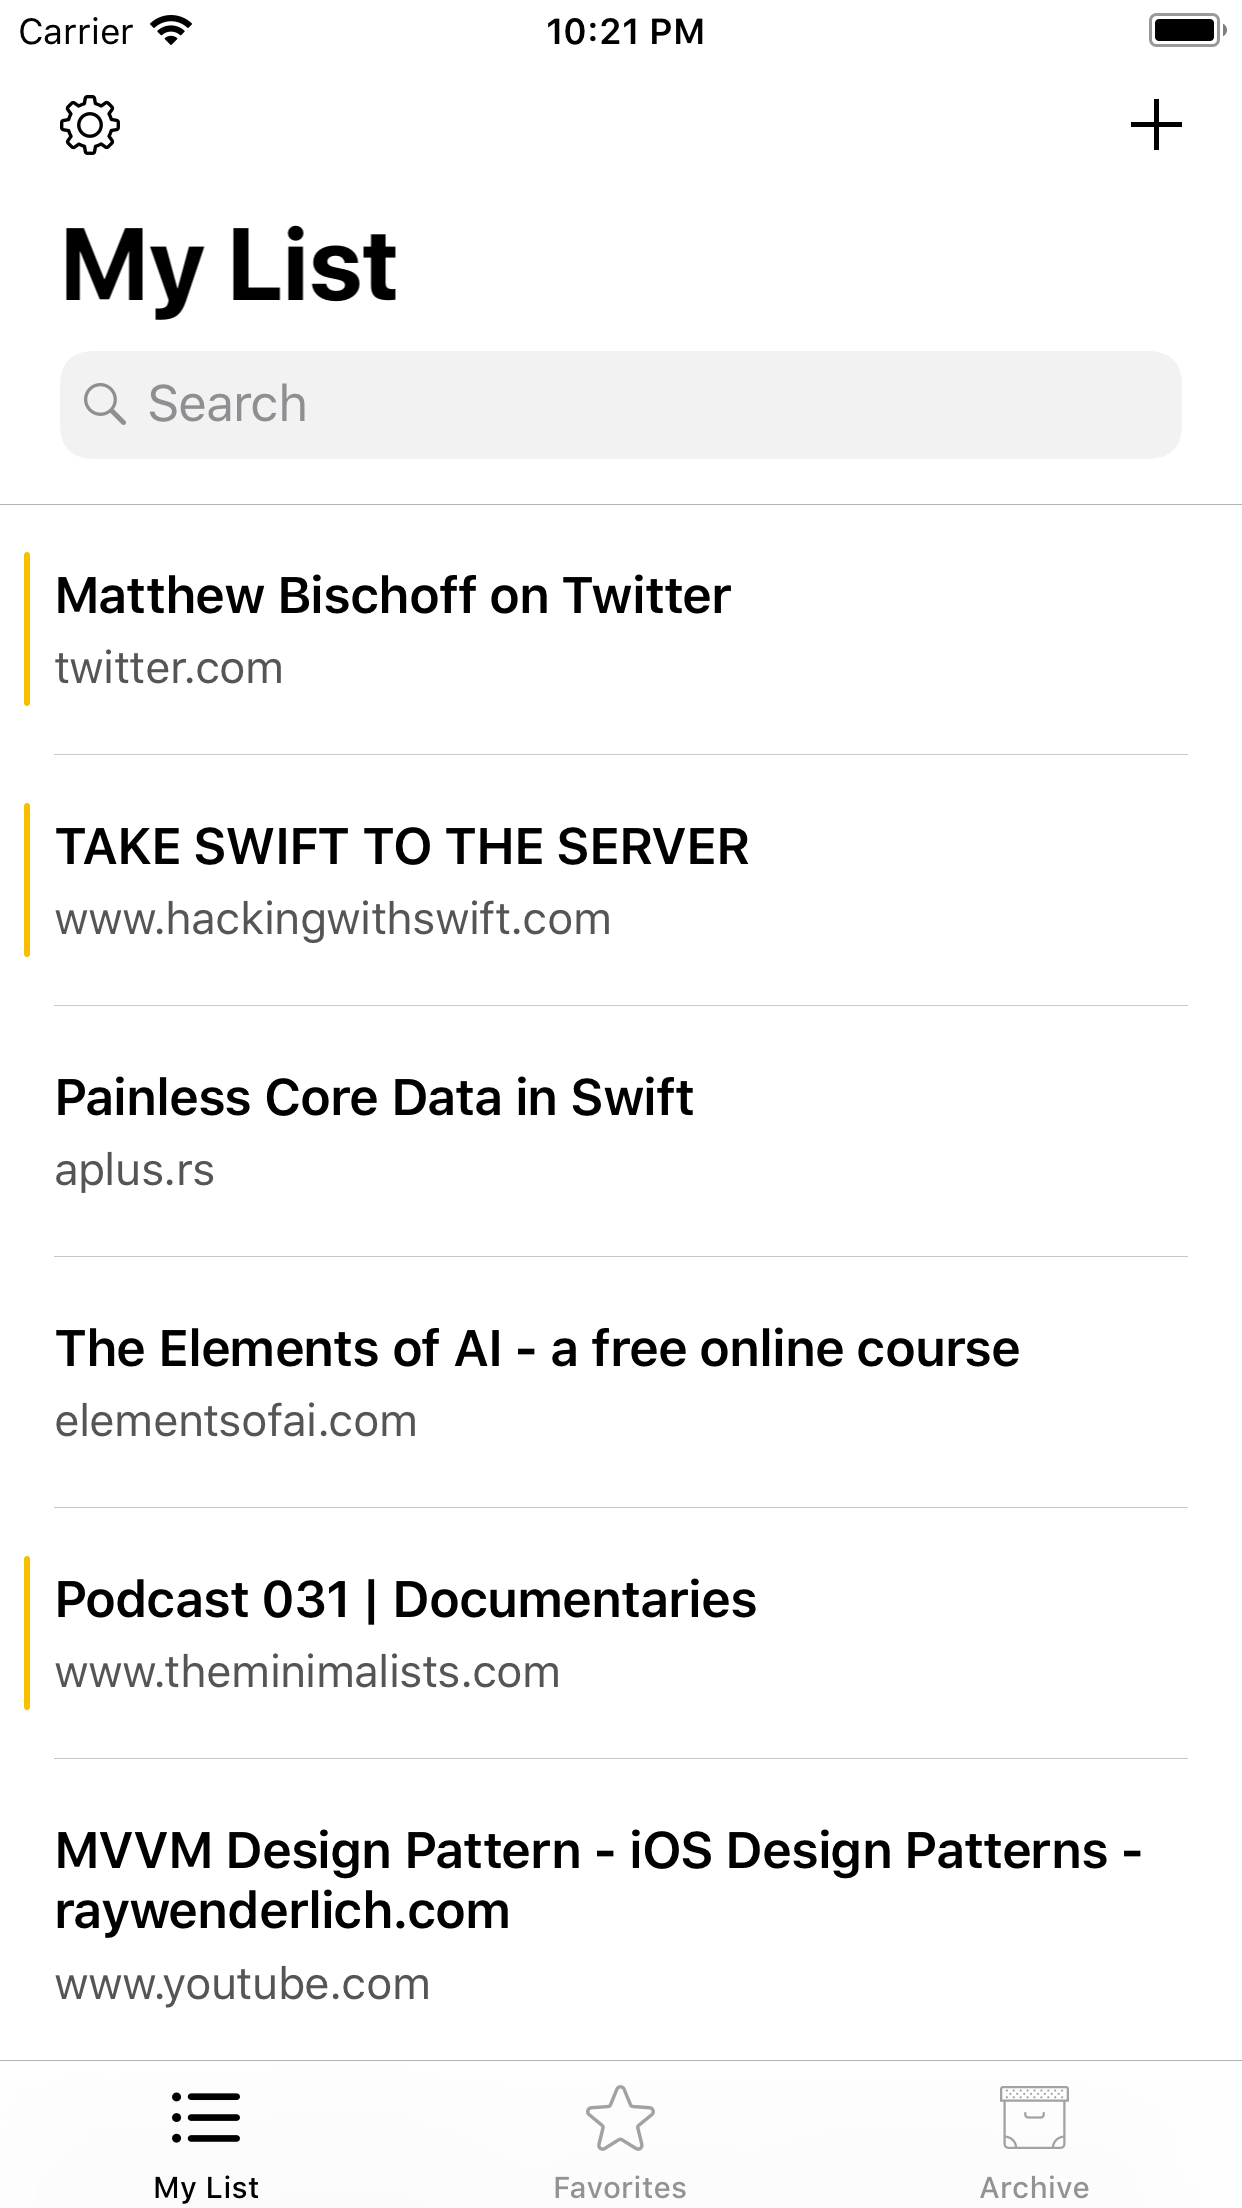 Carrier 10:21 PM
My List
Search
Matthew Bischoff on Twitter
twitter.com
TAKE SWIFT TO THE SERVER
www.hackingwithswift.com
Painless Core Data in Swift
aplus.rs
The Elements of AI - a free online course
elementsofai.com
Podcast 031 | Documentaries
www.theminimalists.com
MVVM Design Pattern - iOS Design Patterns -
raywenderlich.com
www.youtube.com
My List Favorites Archive